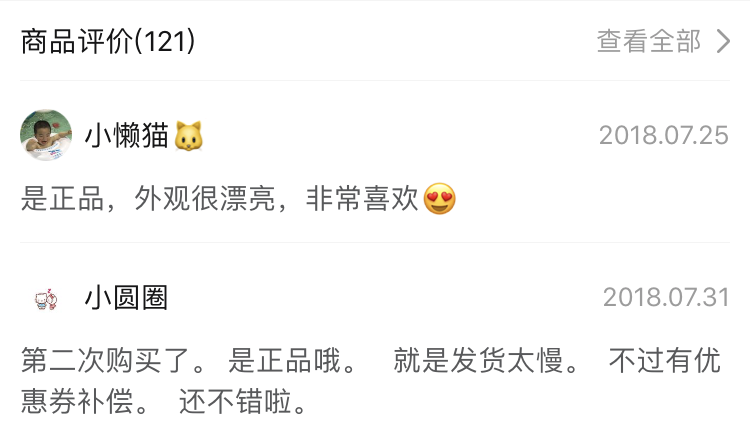 商品评价(121)
查看全部 >
小懒猫🐱
2018.07.25
是正品，外观很漂亮，非常喜欢😍
小圆圈
2018.07.31
第二次购买了。 是正品哦。 就是发货太慢。 不过有优
惠券补偿。 还不错啦。